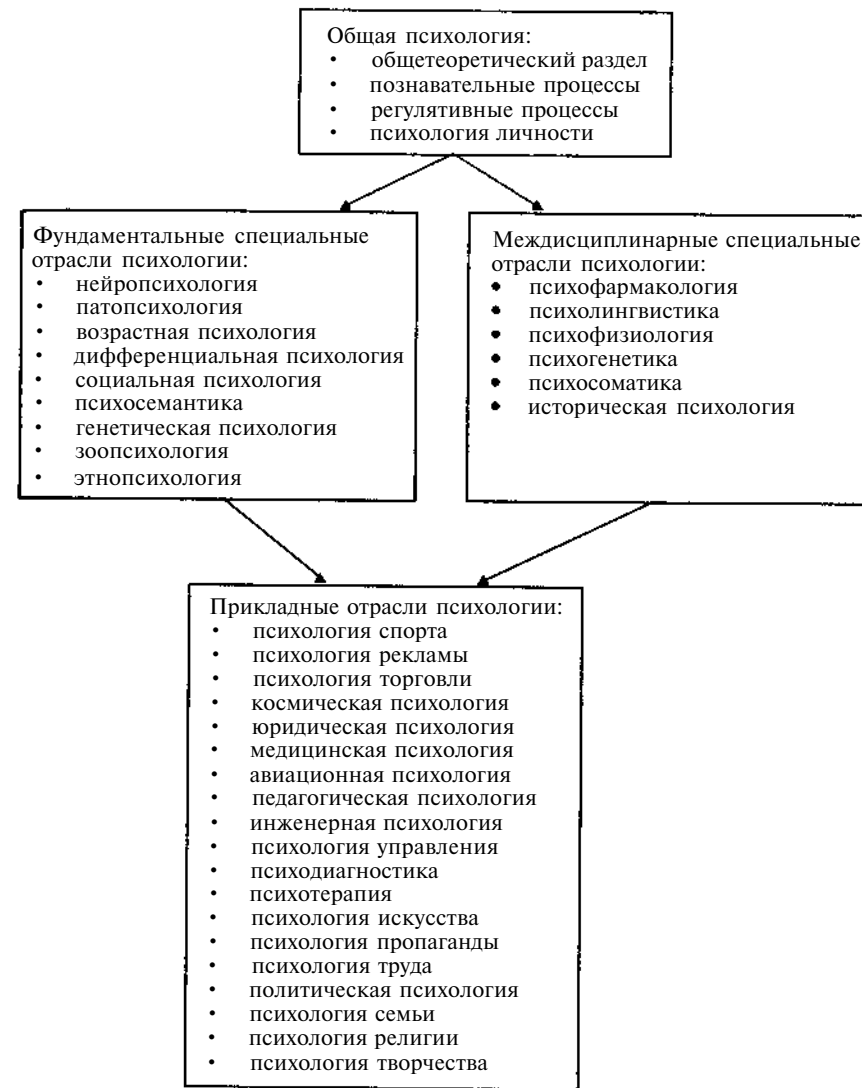 Общая психология:
• общетеоретический раздел
• познавательные процессы
• регулятивные процессы
• психология личности
Фундаментальные специальные
отрасли психологии:
• нейропсихология
• патопсихология
• возрастная психология
• дифференциальная психология
• социальная психология
• психосемантика
• генетическая психология
• зоопсихология
• этнопсихология
Междисциплинарные специальные
отрасли психологии:
• психофармакология
• психолингвистика
• психофизиология
• психогенетика
• психосоматика
• историческая психология
Прикладные отрасли психологии:
• психология спорта
• психология рекламы
• психология торговли
• космическая психология
• юридическая психология
• медицинская психология
• авиационная психология
• педагогическая психология
• инженерная психология
• психология управления
• психодиагностика
• психотерапия
• психология искусства
• психология пропаганды
• психология труда
• политическая психология
• психология семьи
• психология религии
• психология творчества